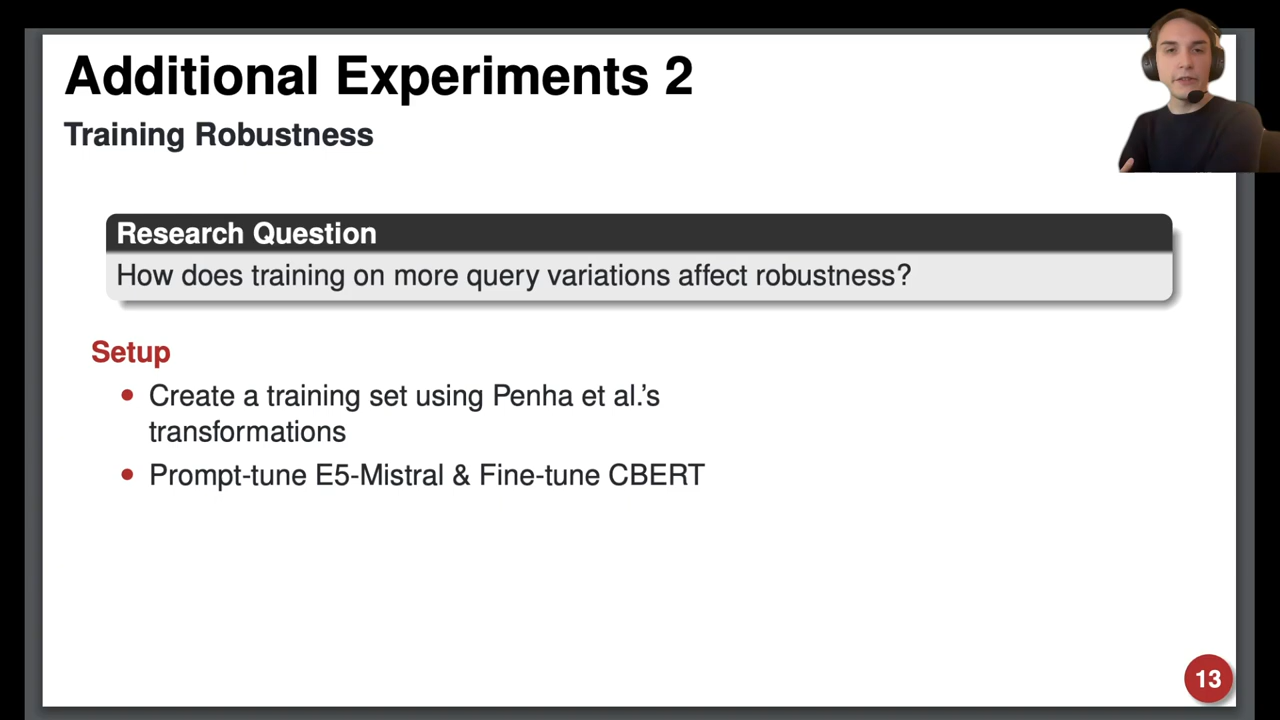 Additional Experiments 2
Training Robustness
Research Question
How does training on more query variations affect robustness?
Setup
Create a training set using Penha et al.'s
transformations
Prompt-tune E5-Mistral & Fine-tune CBERT
13